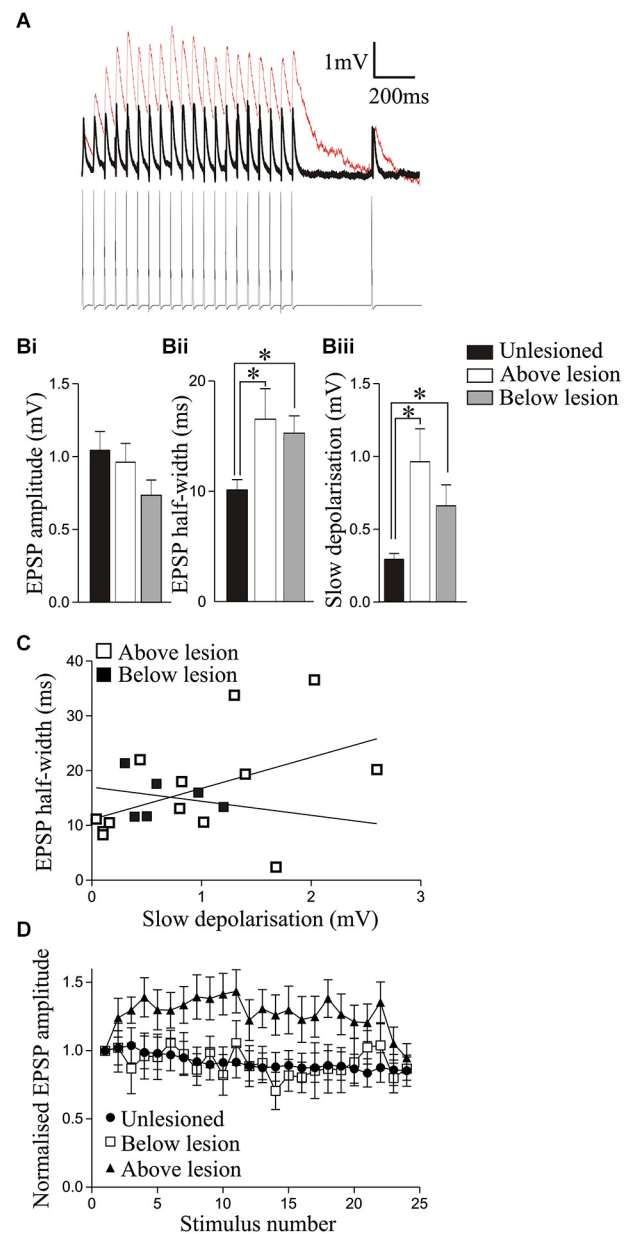 A
1mV
200ms
Bi
Bii
Biii
Unlesioned
Above lesion
Below lesion
EPSP amplitude (mV)
1.5
1.0
0.5
0.0
EPSP half-width (ms)
20
10
0
*
*
Slow depolarisation (mV)
1.5
1.0
0.5
0.0
*
*
C
Above lesion
Below lesion
EPSP half-width (ms)
40
30
20
10
0
0 1 2 3
Slow depolarisation (mV)
D
Normalised EPSP amplitude
1.5
1.0
0.5
0.0
Unlesioned
Below lesion
Above lesion
0 5 10 15 20 25
Stimulus number